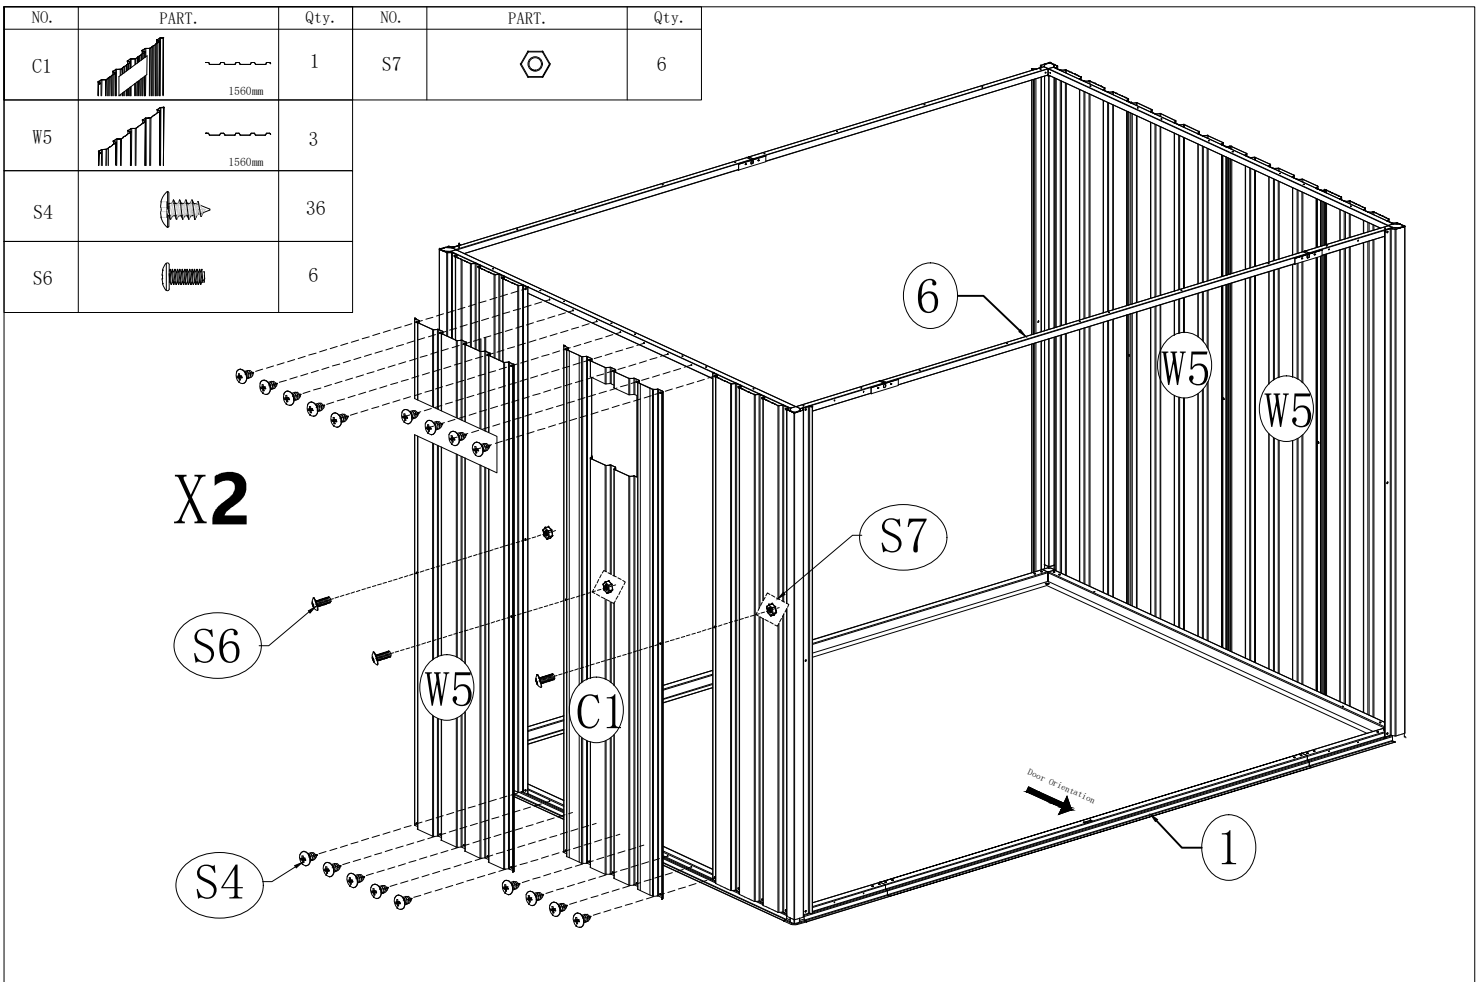 NO. PART. Qty. NO. PART. Qty.
C1 1560mm 1 S7 6
W5 1560mm 3
S4 36
S6 6
6
W5
W5
X2
S7
S6
W5
C1
Door Orientation
S4
1